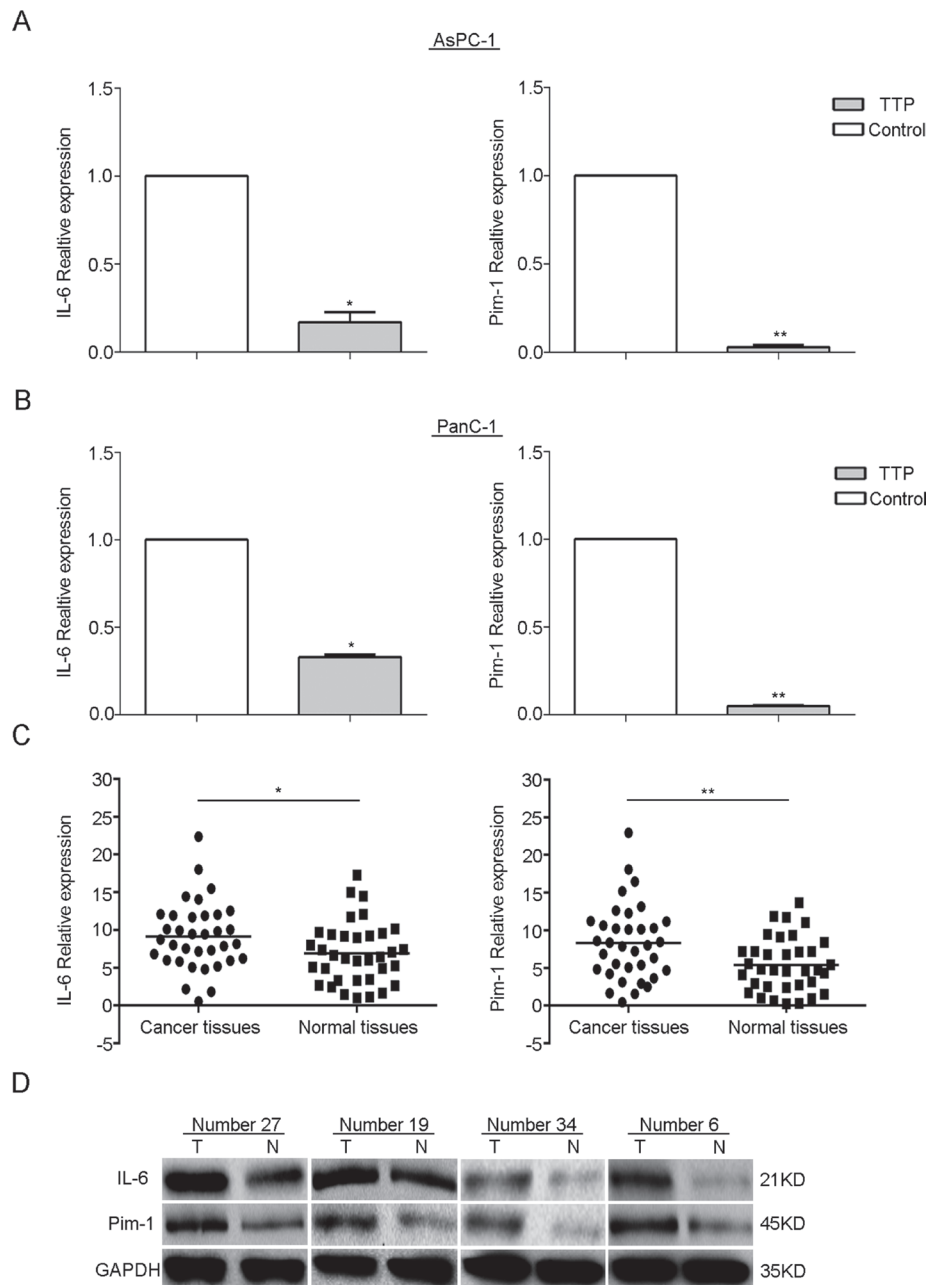 A
AsPC-1
1.5
1.0
0.5
0.0
IL-6 Realtive expression
*
1.5
1.0
0.5
0.0
Pim-1 Realtive expression
**
TTP
Control
B
PanC-1
1.5
1.0
0.5
0.0
IL-6 Realtive expression
*
1.5
1.0
0.5
0.0
Pim-1 Realtive expression
**
TTP
Control
C
30
25
20
15
10
5
0
-5
IL-6 Relative expression
*
Cancer tissues Normal tissues
30
25
20
15
10
5
0
-5
Pim-1 Relative expression
**
Cancer tissues Normal tissues
D
Number 27 Number 19 Number 34 Number 6
T N T N T N T N
IL-6 21KD
Pim-1 45KD
GAPDH 35KD